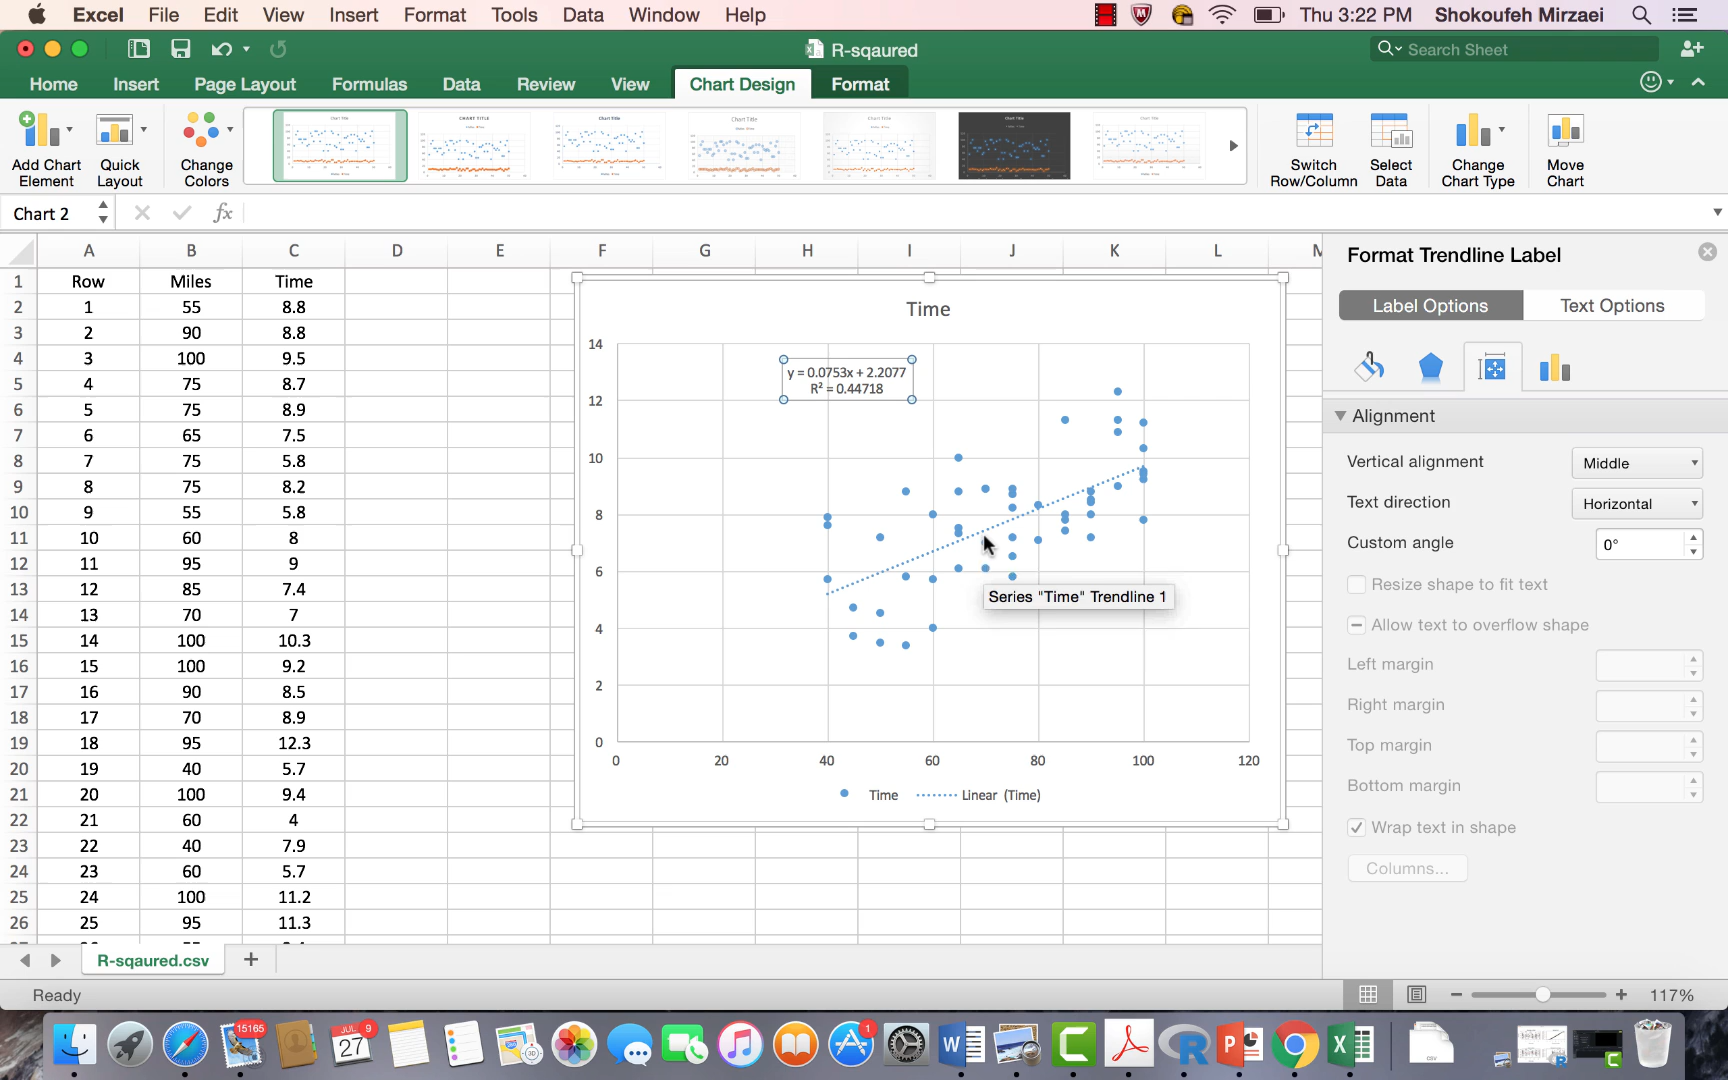 Excel File Edit View Insert Format Tools Data Window Help Thu 3:22 PM Shokoufeh Mirzaei
R-sqaured
Search Sheet
Home Insert Page Layout Formulas Data Review View Chart Design Format
Add Chart Element
Quick Layout
Change Colors
Switch Row/Column
Select Data
Change Chart Type
Move Chart
Chart 2
fx
A B C D E F G H I J K L M
1 Row Miles Time
2 1 55 8.8
3 2 90 8.8
4 3 100 9.5
5 4 75 8.7
6 5 75 8.9
7 6 65 7.5
8 7 75 5.8
9 8 75 8.2
10 9 55 5.8
11 10 60 8
12 11 95 9
13 12 85 7.4
14 13 70 7
15 14 100 10.3
16 15 100 9.2
17 16 90 8.5
18 17 70 8.9
19 18 95 12.3
20 19 40 5.7
21 20 100 9.4
22 21 60 4
23 22 40 7.9
24 23 60 5.7
25 24 100 11.2
26 25 95 11.3
Time
14
12
10
8
6
4
2
0
y = 0.0753x + 2.2077
R² = 0.44718
Series "Time" Trendline 1
0 20 40 60 80 100 120
Time Linear (Time)
Format Trendline Label
Label Options Text Options
Alignment
Vertical alignment Middle
Text direction Horizontal
Custom angle 0°
Resize shape to fit text
Allow text to overflow shape
Left margin
Right margin
Top margin
Bottom margin
Wrap text in shape
Columns...
R-sqaured.csv
Ready
117%
15165
JUL 9
27
1